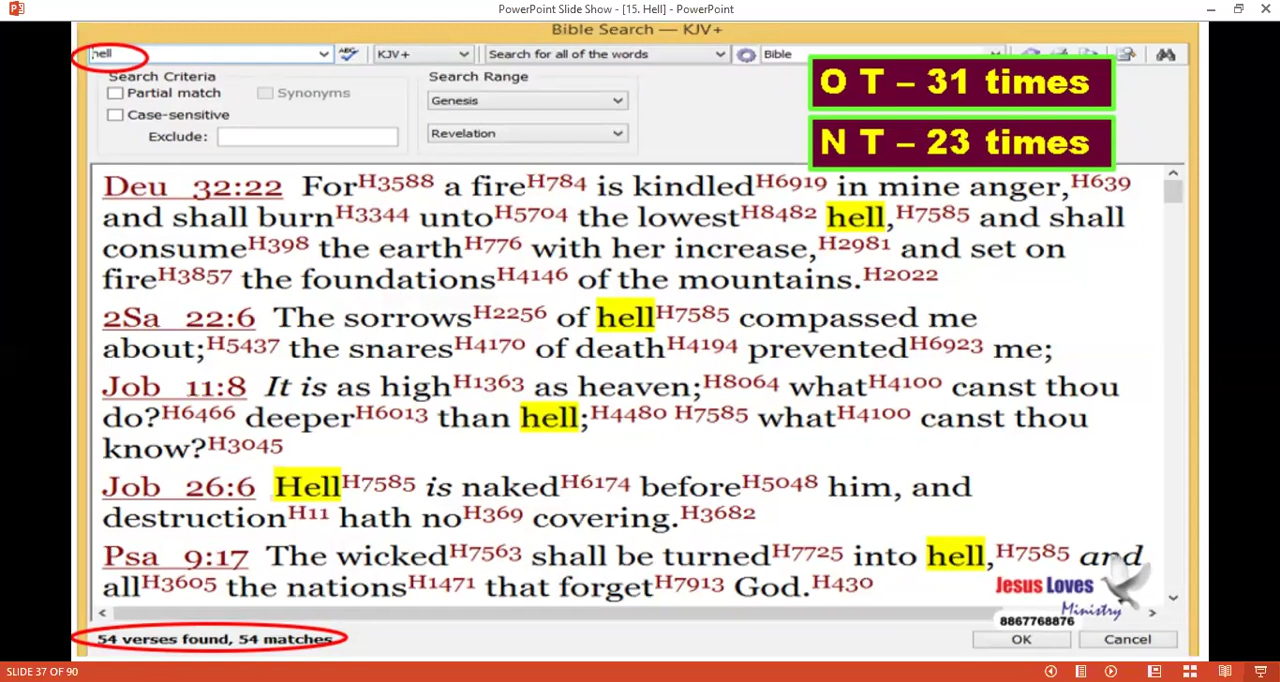 PowerPoint Slide Show - [15. Hell] - PowerPoint
Bible Search — KJV+
hell
KJV+
Search for all of the words
Bible
Search Criteria
Search Range
Partial match
Synonyms
Case-sensitive
Exclude:
Genesis
Revelation
O T – 31 times
N T – 23 times
Deu 32:22 ForH3588 a fireH784 is kindledH6919 in mine anger,H639
and shall burnH3344 untoH5704 the lowestH8482 hell,H7585 and shall
consumeH398 the earthH776 with her increase,H2981 and set on
fireH3857 the foundationsH4146 of the mountains.H2022
2Sa 22:6 The sorrowsH2256 of hellH7585 compassed me
about;H5437 the snaresH4170 of deathH4194 preventedH6923 me;
Job 11:8 It is as highH1363 as heaven;H8064 whatH4100 canst thou
do?H6466 deeperH6013 than hell;H4480 H7585 whatH4100 canst thou
know?H3045
Job 26:6 HellH7585 is nakedH6174 beforeH5048 him, and
destructionH11 hath noH369 covering.H3682
Psa 9:17 The wickedH7563 shall be turnedH7725 into hell,H7585 and
allH3605 the nationsH1471 that forgetH7913 God.H430
Jesus Loves
Ministry
8867768876
54 verses found, 54 matches
OK
Cancel
SLIDE 37 OF 90